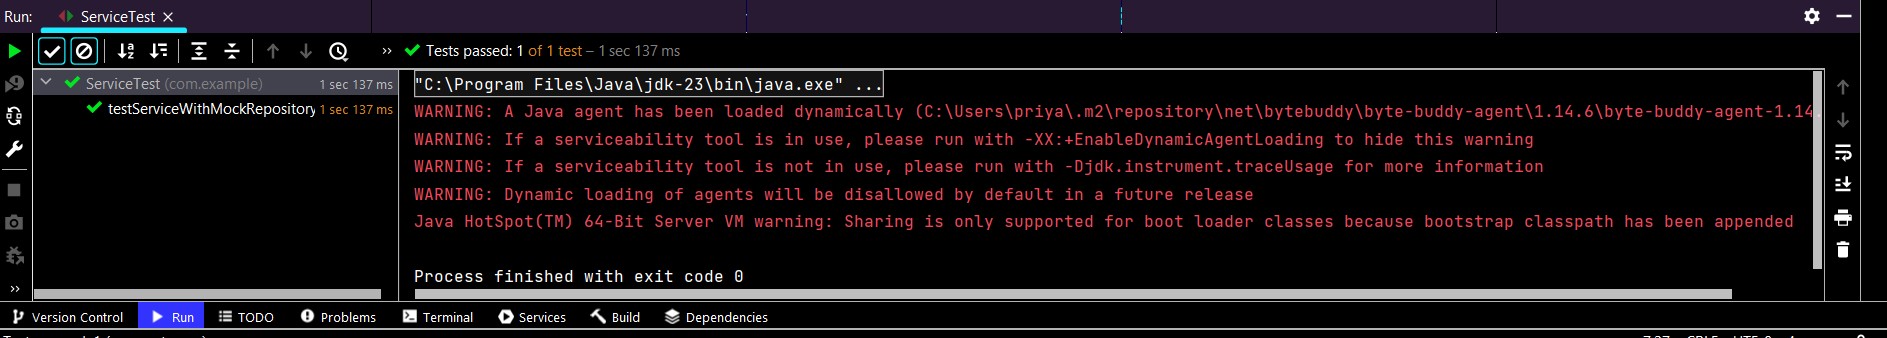 Run: ServiceTest
Tests passed: 1 of 1 test – 1 sec 137 ms
ServiceTest (com.example) 1 sec 137 ms
testServiceWithMockRepository 1 sec 137 ms
"C:\Program Files\Java\jdk-23\bin\java.exe" ...
WARNING: A Java agent has been loaded dynamically (C:\Users\priya\.m2\repository\net\bytebuddy\byte-buddy-agent\1.14.6\byte-buddy-agent-1.14.
WARNING: If a serviceability tool is in use, please run with -XX:+EnableDynamicAgentLoading to hide this warning
WARNING: If a serviceability tool is not in use, please run with -Djdk.instrument.traceUsage for more information
WARNING: Dynamic loading of agents will be disallowed by default in a future release
Java HotSpot(TM) 64-Bit Server VM warning: Sharing is only supported for boot loader classes because bootstrap classpath has been appended
Process finished with exit code 0
Version Control Run TODO Problems Terminal Services Build Dependencies